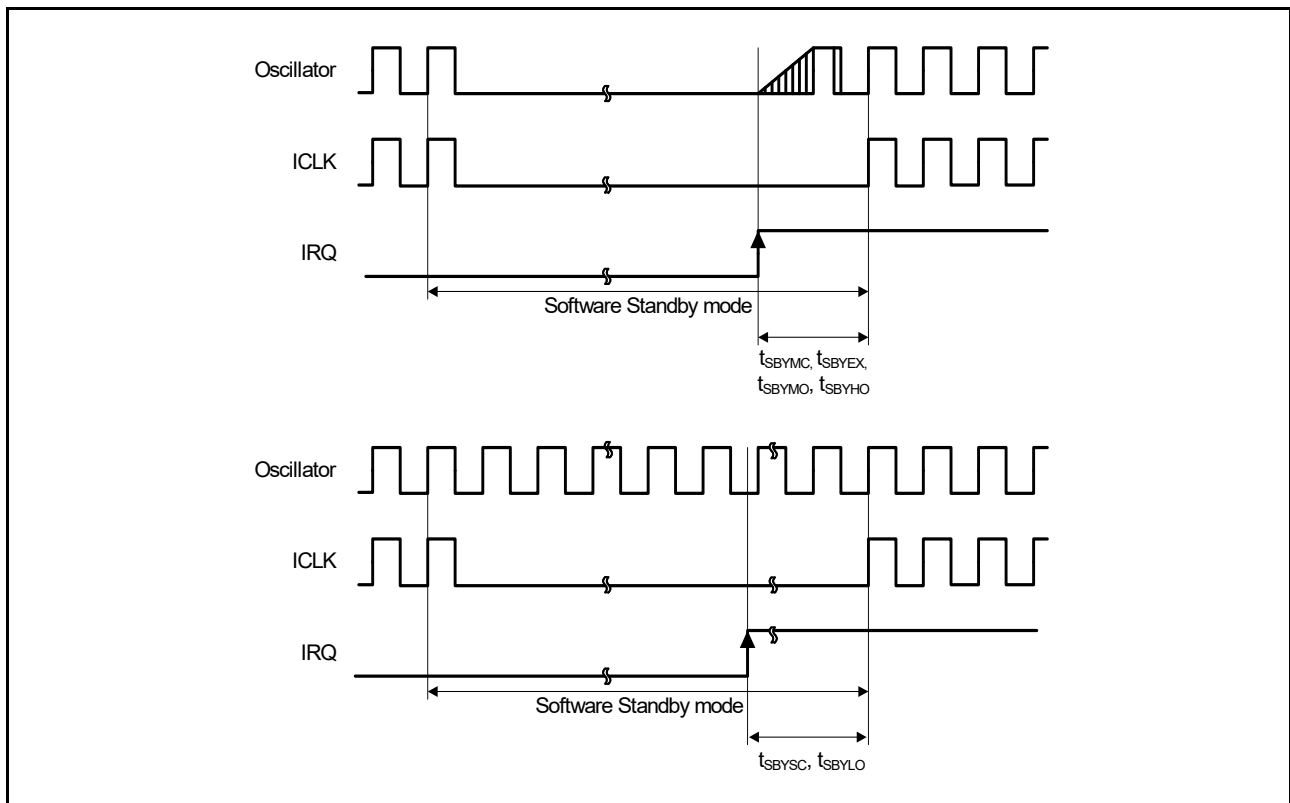 Oscillator
ICLK
IRQ
Software Standby mode
tSBYMC, tSBYEX,
tSBYMO, tSBYHO
Oscillator
ICLK
IRQ
Software Standby mode
tSBYSC, tSBYLO